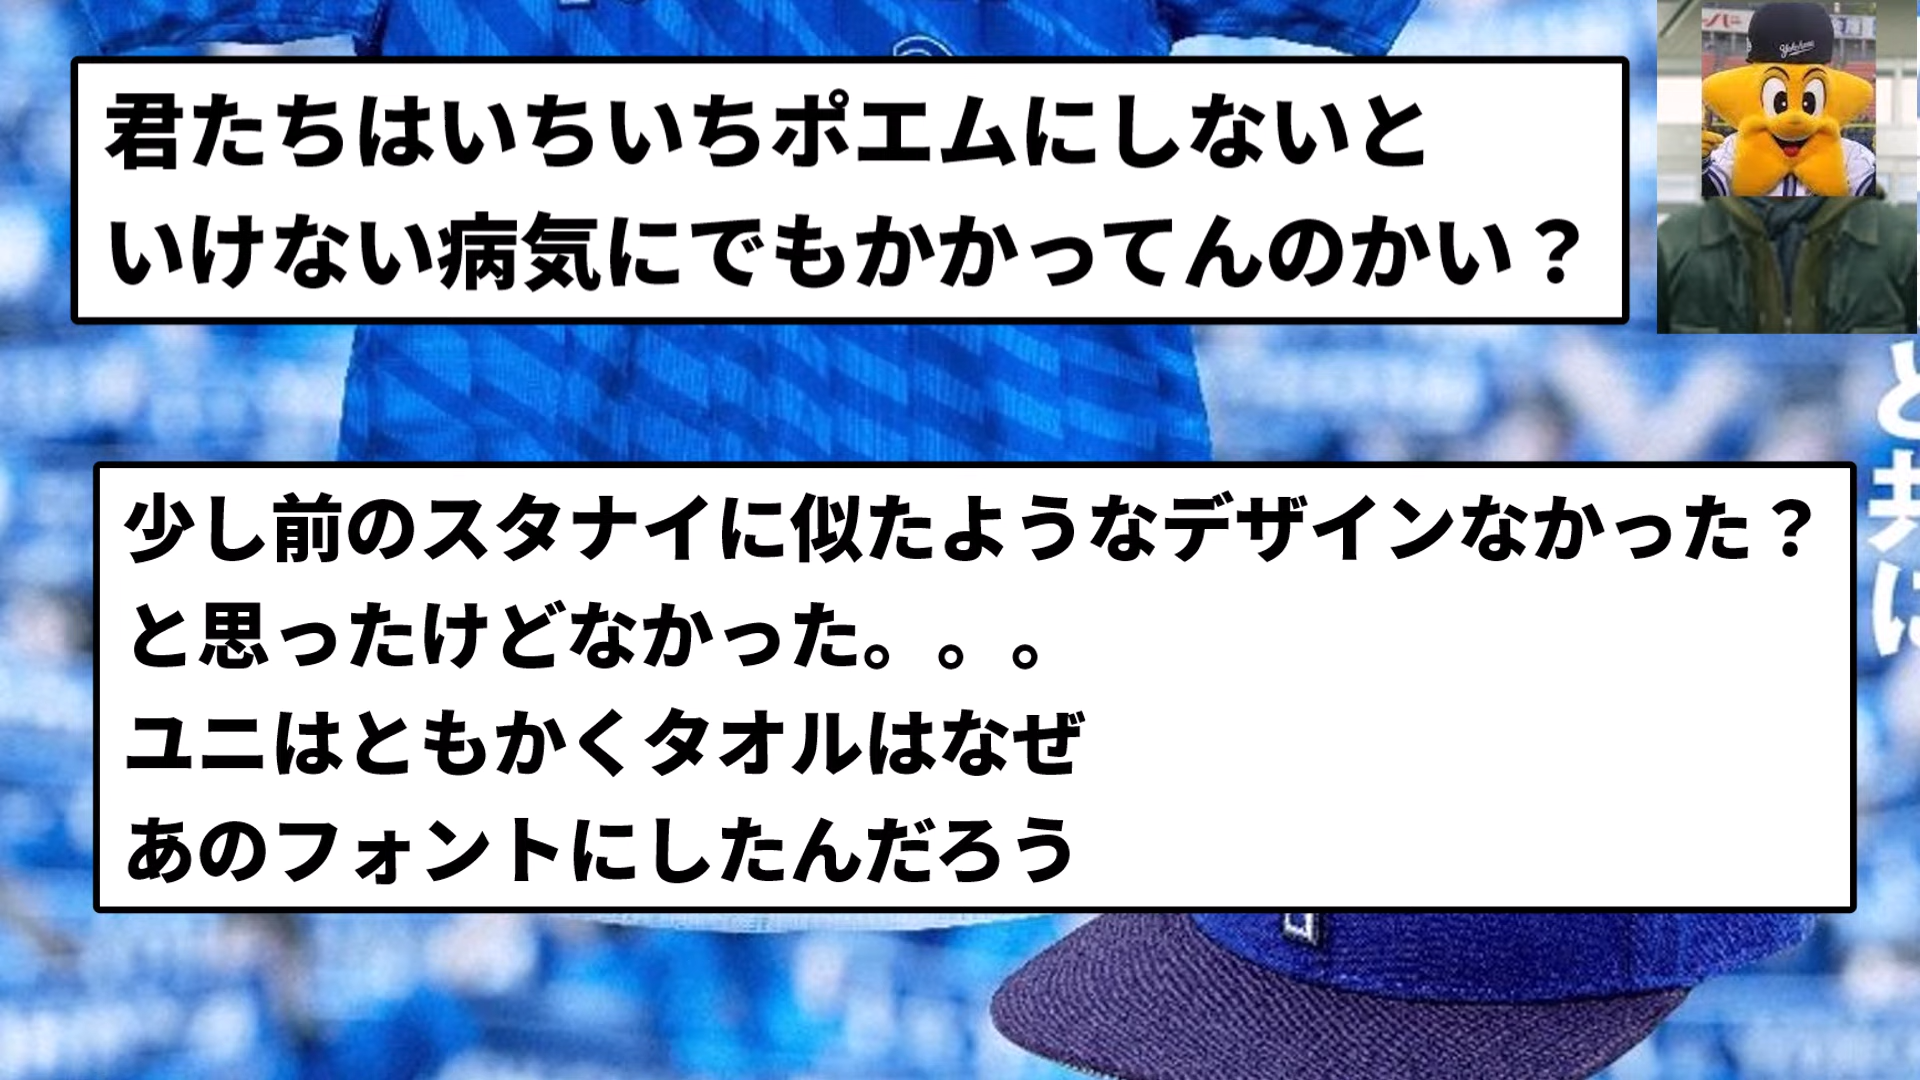 君たちはいちいちポエムにしないと
いけない病気にでもかかってんのかい？
Yokohama
と共に
少し前のスタナイに似たようなデザインなかった？
と思ったけどなかった。。。
ユニはともかくタオルはなぜ
あのフォントにしたんだろう